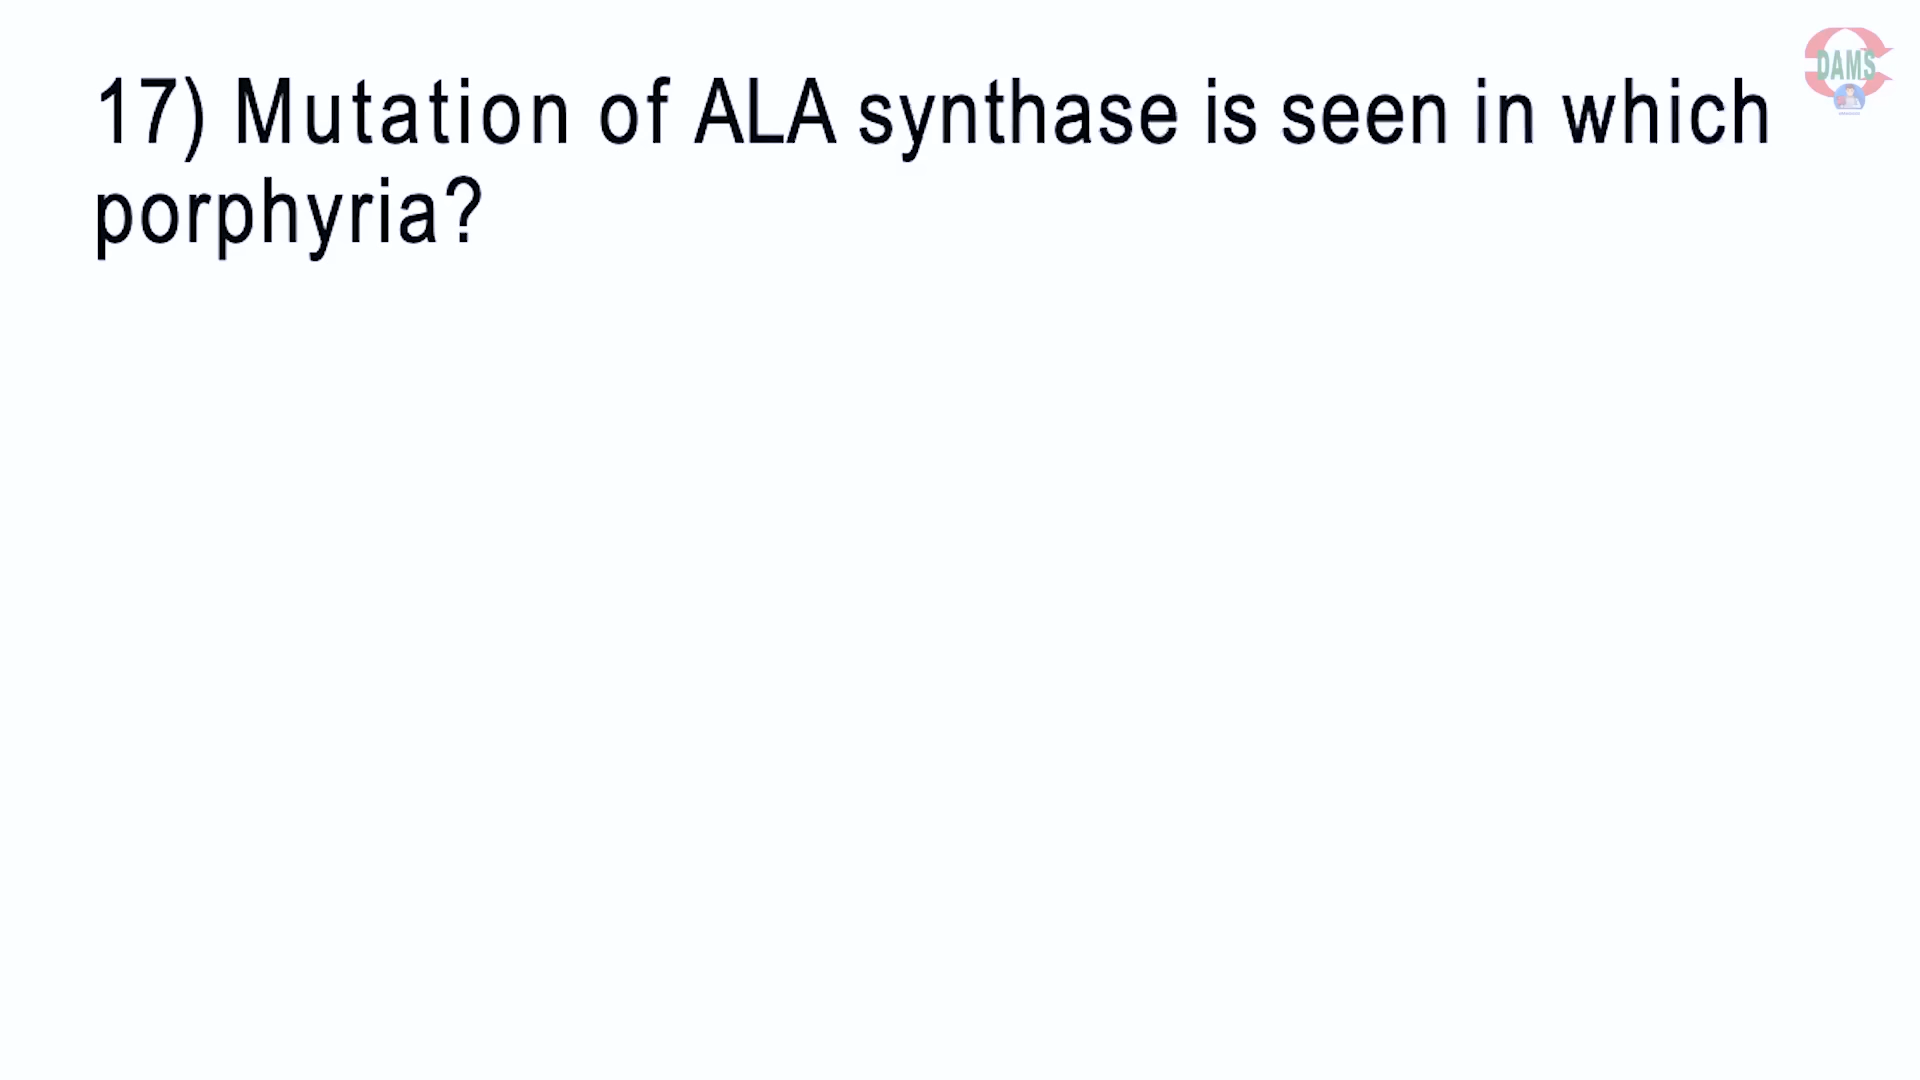 17) Mutation of ALA synthase is seen in which
porphyria?
DAMS